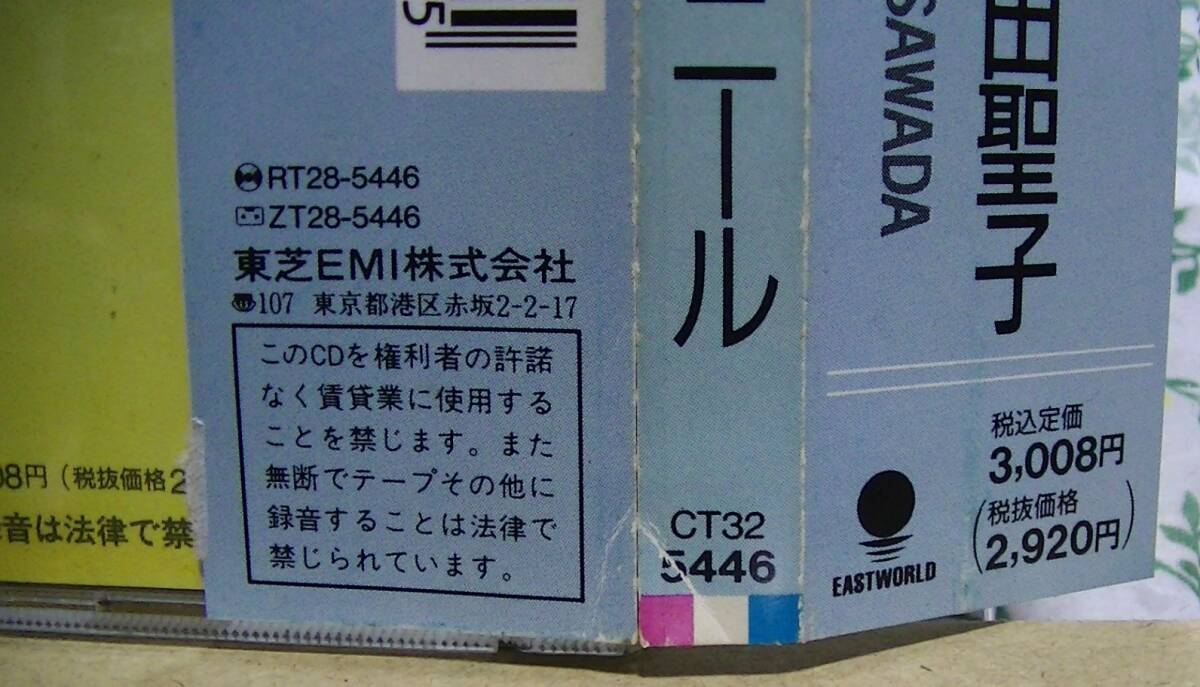 5
RT28-5446
ZT28-5446
東芝EMI株式会社
107 東京都港区赤坂2-2-17
このCDを権利者の許諾
なく賃貸業に使用する
ことを禁じます。また
無断でテープその他に
録音することは法律で
禁じられています。
08円(税抜価格2
音は法律で禁
ニール
CT32
5446
田聖子
SAWADA
税込定価
3,008円
(税抜価格
2,920円)
EASTWORLD